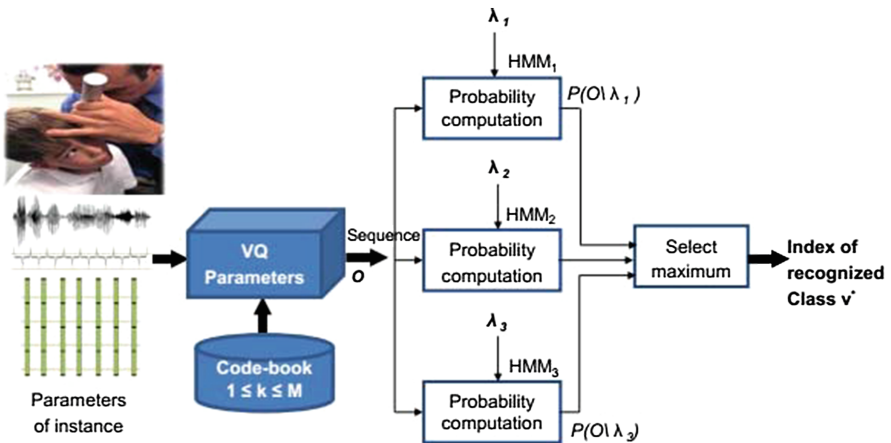 λ1
HMM1
Probability
computation
P(O\ λ1)
λ2
HMM2
Probability
computation
λ3
HMM3
Probability
computation
P(O\ λ3)
VQ
Parameters
Sequence
O
Code-book
1 ≤ k ≤ M
Parameters
of instance
Select
maximum
Index of
recognized
Class v*